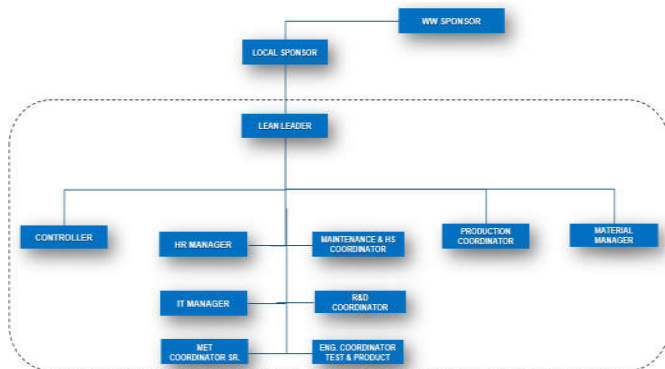 WW SPONSOR
LOCAL SPONSOR
LEAN LEADER
CONTROLLER
HR MANAGER
MAINTENANCE & HS
COORDINATOR
PRODUCTION
COORDINATOR
MATERIAL
MANAGER
IT MANAGER
R&D
COORDINATOR
MET
COORDINATOR SR.
ENG. COORDINATOR
TEST & PRODUCT